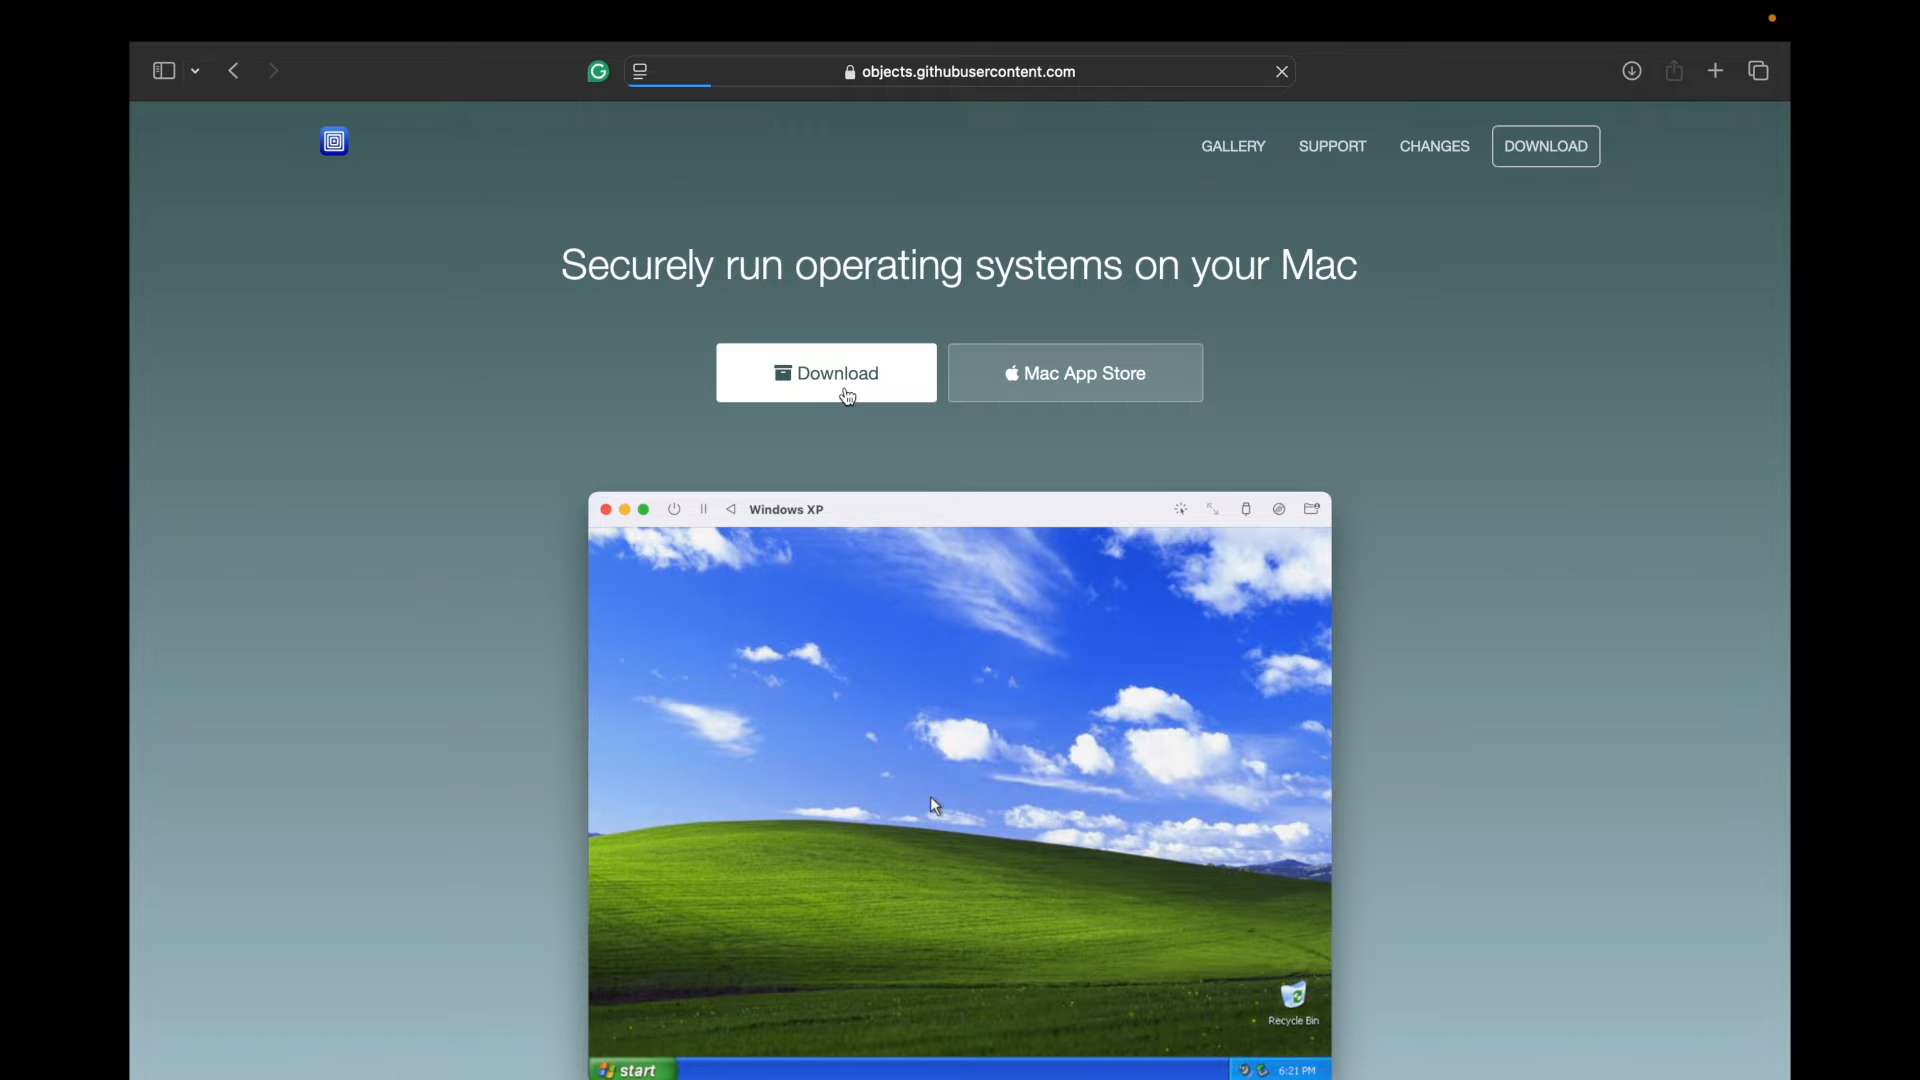 objects.githubusercontent.com
GALLERY SUPPORT CHANGES DOWNLOAD
Securely run operating systems on your Mac
Download Mac App Store
Windows XP
Recycle Bin
start 6:21 PM